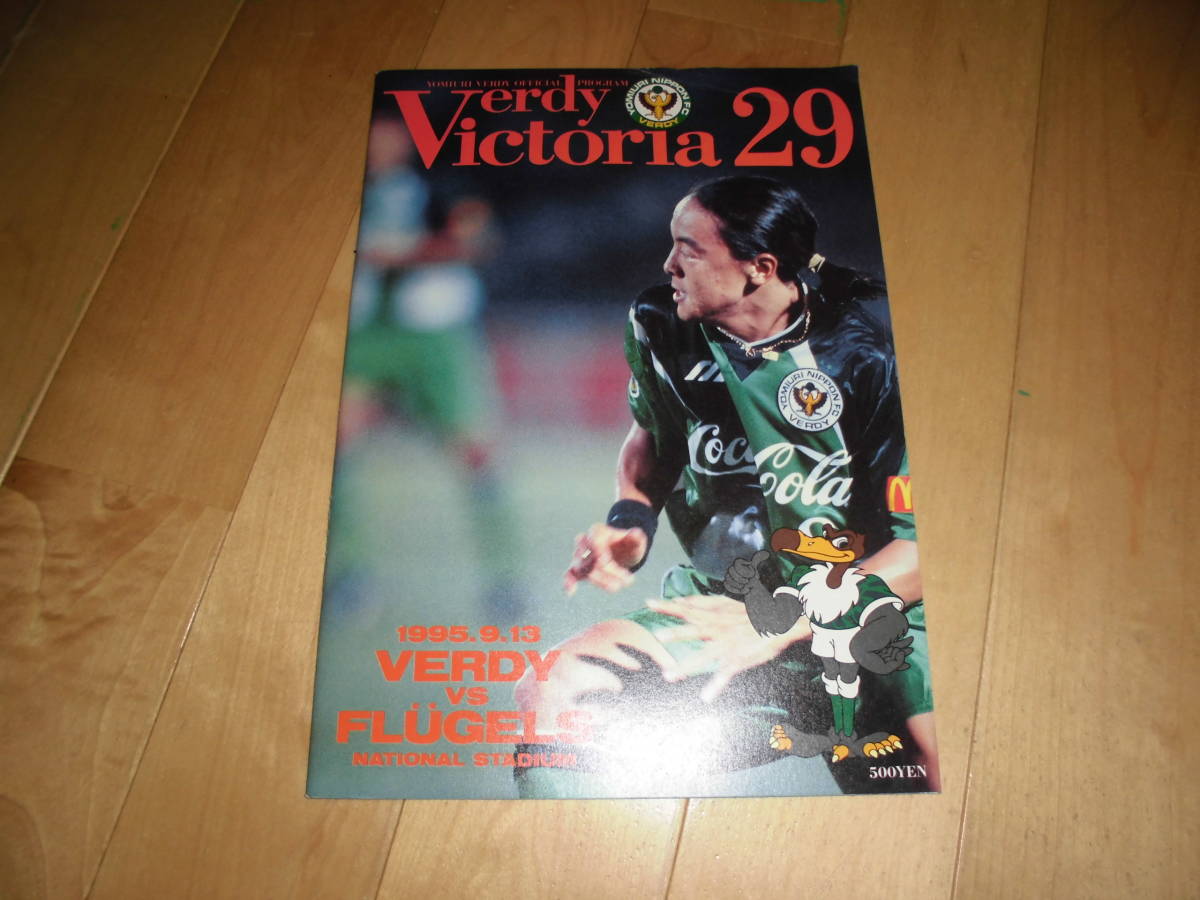 YOMIURI VERDY OFFICIAL PROGRAM
Verdy
Victoria 29
YOMIURI NIPPON FC
VERDY
YOMIURI NIPPON FC
VERDY
Coca Cola
1995.9.13
VERDY
VS
FLÜGELS
NATIONAL STADIUM
500YEN